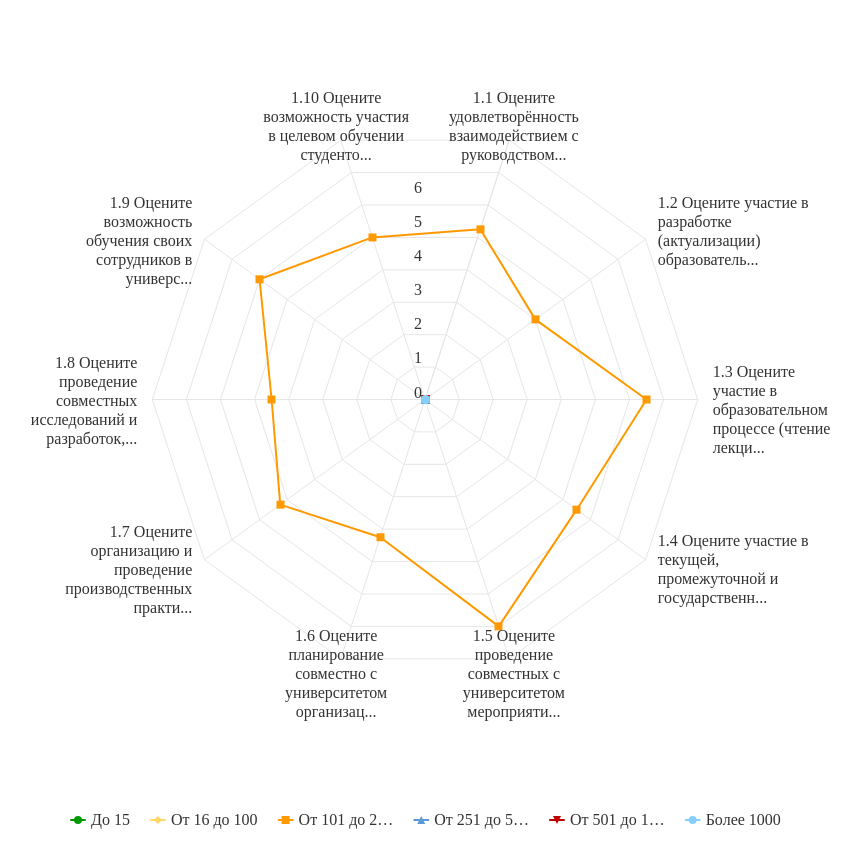 1.10 Оцените
возможность участия
в целевом обучении
студенто...
1.1 Оцените
удовлетворённость
взаимодействием с
руководством...
1.9 Оцените
возможность
обучения своих
сотрудников в
универс...
1.2 Оцените участие в
разработке
(актуализации)
образователь...
6
5
4
3
2
1
0
1.8 Оцените
проведение
совместных
исследований и
разработок,...
1.3 Оцените
участие в
образовательном
процессе (чтение
лекци...
1.7 Оцените
организацию и
проведение
производственных
практи...
1.4 Оцените участие в
текущей,
промежуточной и
государственн...
1.6 Оцените
планирование
совместно с
университетом
организац...
1.5 Оцените
проведение
совместных с
университетом
мероприяти...
До 15
От 16 до 100
От 101 до 2…
От 251 до 5…
От 501 до 1…
Более 1000